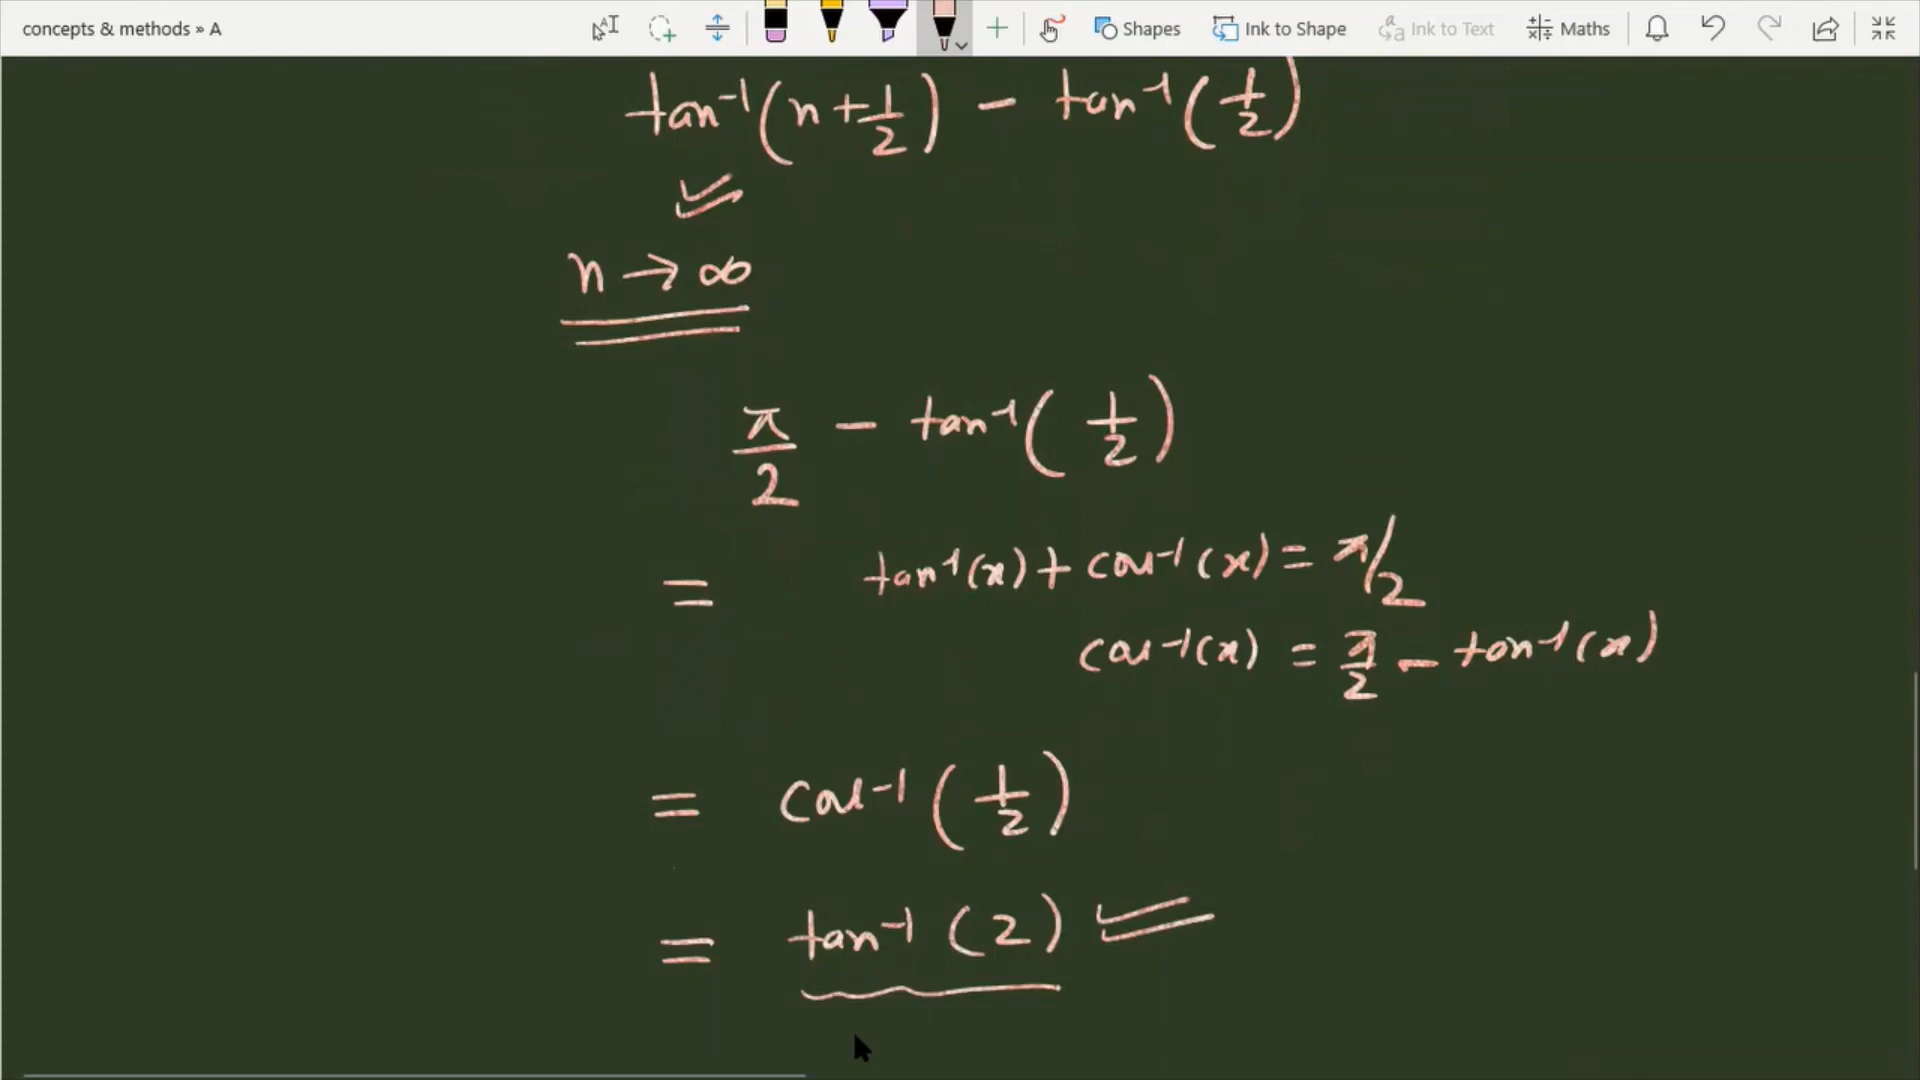 concepts & methods » A
Shapes Ink to Shape Ink to Text Maths
tan⁻¹(n+1/2) − tan⁻¹(1/2)
n → ∞
π/2 − tan⁻¹(1/2)
= tan⁻¹(x) + cot⁻¹(x) = π/2
cot⁻¹(x) = π/2 − tan⁻¹(x)
= cot⁻¹(1/2)
= tan⁻¹(2)